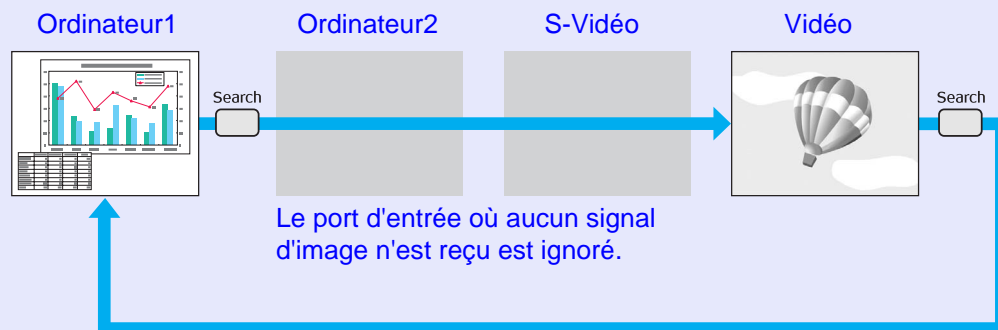 Ordinateur1
Ordinateur2
S-Vidéo
Vidéo
Search
Search
Le port d'entrée où aucun signal
d'image n'est reçu est ignoré.